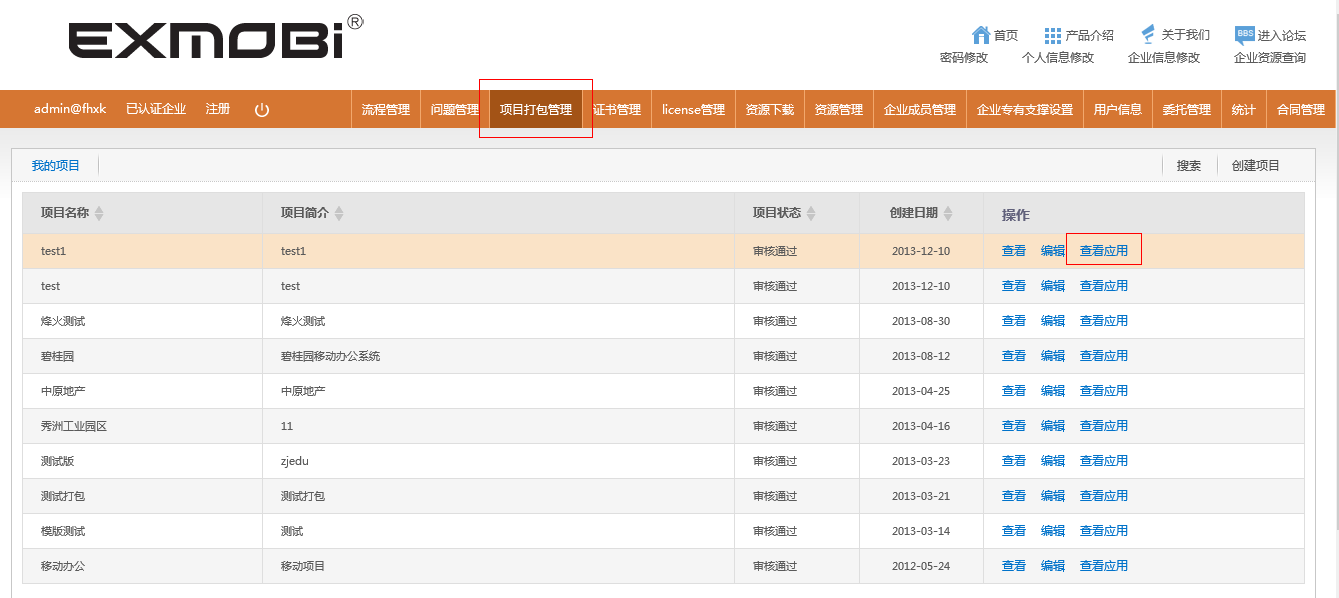 EXMOBi®
首页 产品介绍 关于我们 BBS 进入论坛
密码修改 个人信息修改 企业信息修改 企业资源查询
admin@fhxk 已认证企业 注册 流程管理 问题管理 项目打包管理 证书管理 license管理 资源下载 资源管理 企业成员管理 企业专有支撑设置 用户信息 委托管理 统计 合同管理
我的项目 搜索 创建项目
项目名称 项目简介 项目状态 创建日期 操作
test1 test1 审核通过 2013-12-10 查看 编辑 查看应用
test test 审核通过 2013-12-10 查看 编辑 查看应用
烽火测试 烽火测试 审核通过 2013-08-30 查看 编辑 查看应用
碧桂园 碧桂园移动办公系统 审核通过 2013-08-12 查看 编辑 查看应用
中原地产 中原地产 审核通过 2013-04-25 查看 编辑 查看应用
秀洲工业园区 11 审核通过 2013-04-16 查看 编辑 查看应用
测试版 zjedu 审核通过 2013-03-23 查看 编辑 查看应用
测试打包 测试打包 审核通过 2013-03-21 查看 编辑 查看应用
模版测试 测试 审核通过 2013-03-14 查看 编辑 查看应用
移动办公 移动项目 审核通过 2012-05-24 查看 编辑 查看应用